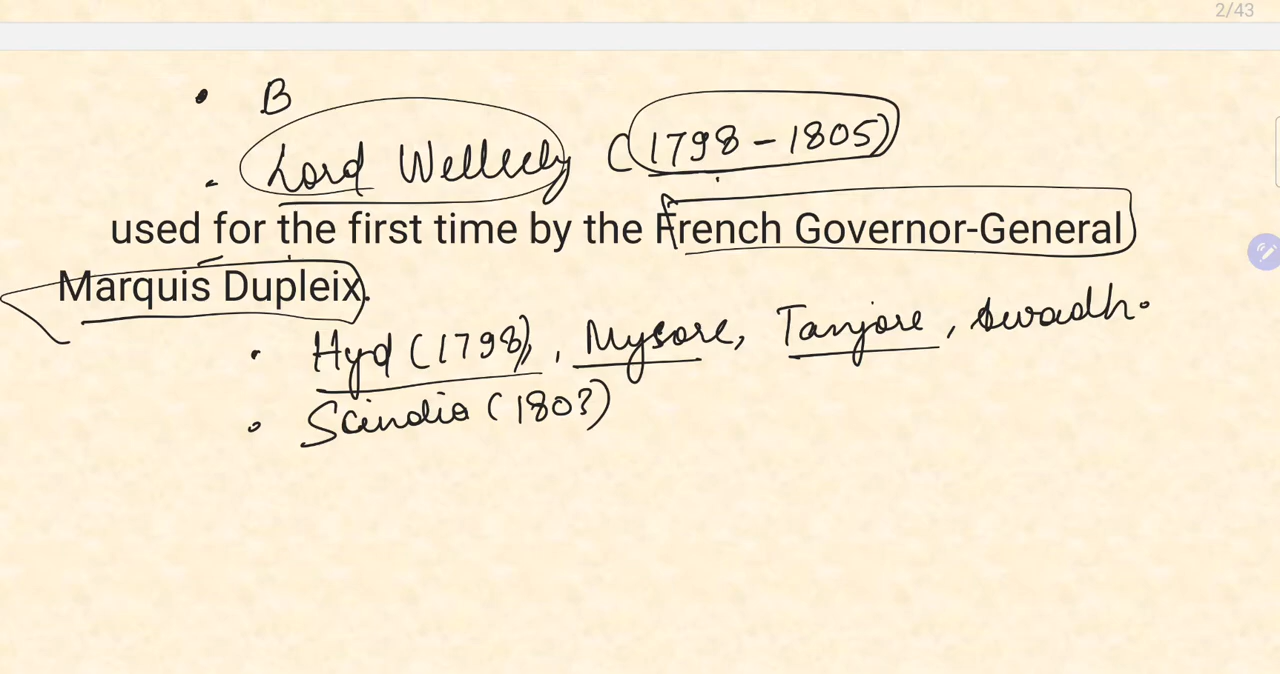 2/43
• B
• Lord Wellesly (1798-1805)
used for the first time by the French Governor-General
Marquis Dupleix.
• Hyd (1798), Mysore, Tanjore, Awadh.
• Scindia (1803)